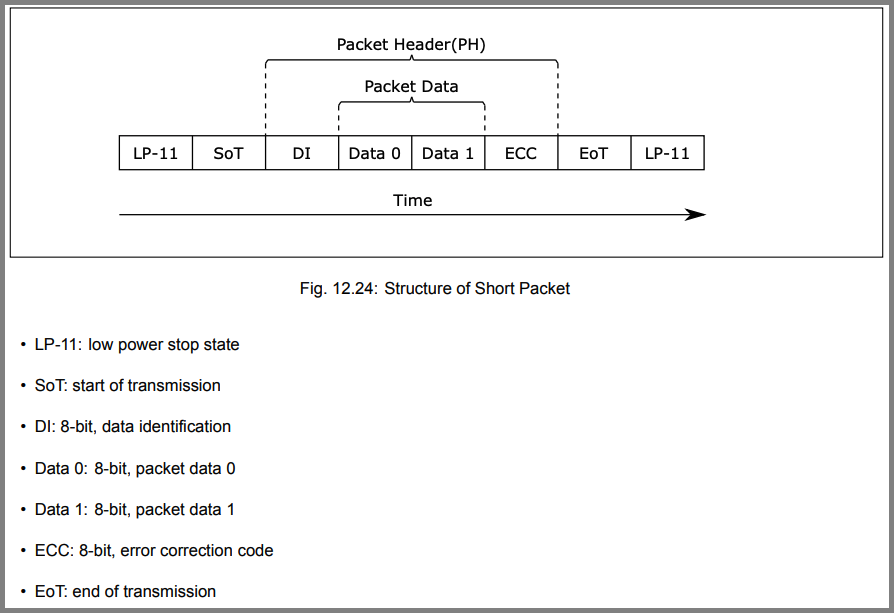 Packet Header(PH)
Packet Data
LP-11 SoT DI Data 0 Data 1 ECC EoT LP-11
Time
Fig. 12.24: Structure of Short Packet
• LP-11: low power stop state
• SoT: start of transmission
• DI: 8-bit, data identification
• Data 0: 8-bit, packet data 0
• Data 1: 8-bit, packet data 1
• ECC: 8-bit, error correction code
• EoT: end of transmission